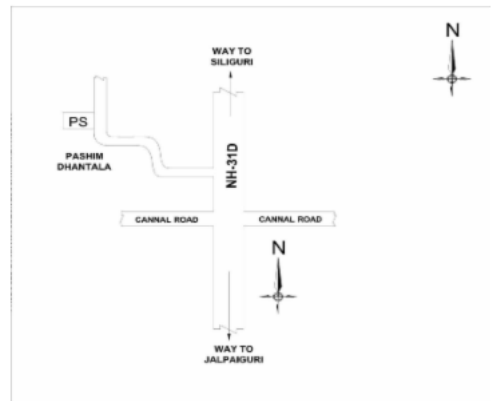 N
WAY TO
SILIGURI
PS
PASHIM
DHANTALA
NH-31D
CANNAL ROAD
CANNAL ROAD
N
WAY TO
JALPAIGURI